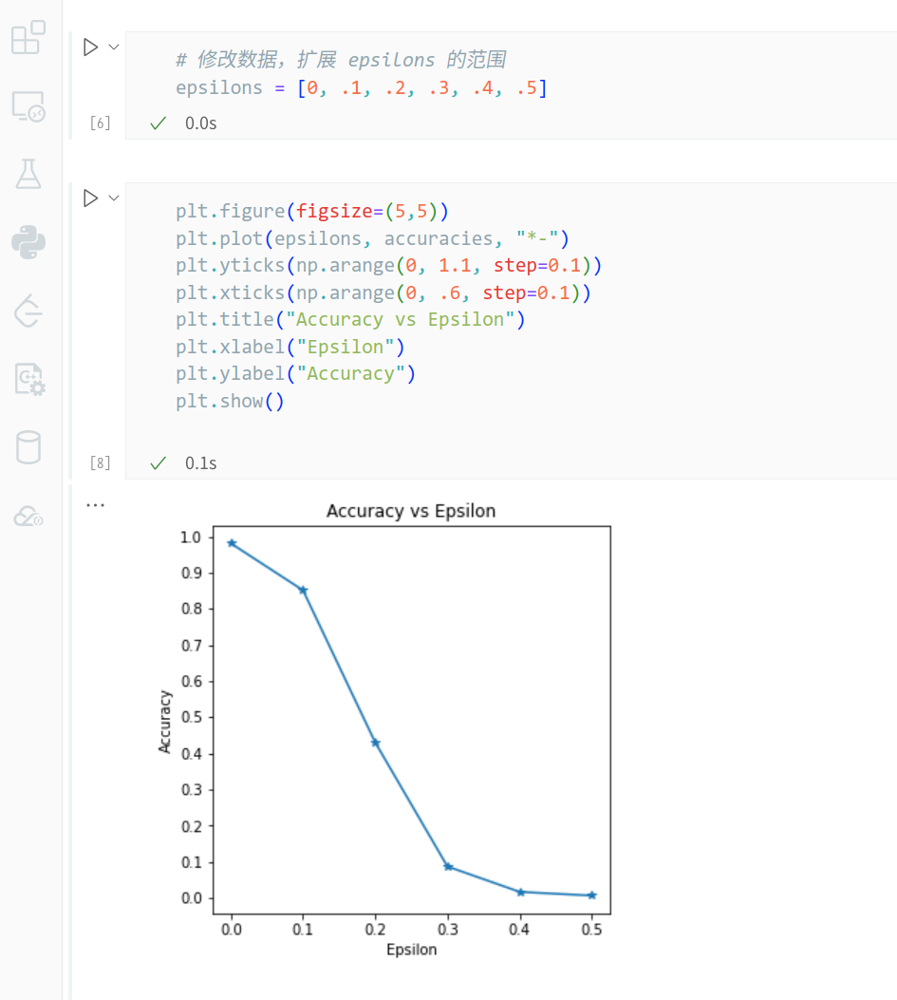 # 修改数据，扩展 epsilons 的范围
epsilons = [0, .1, .2, .3, .4, .5]
[6]
0.0s
plt.figure(figsize=(5,5))
plt.plot(epsilons, accuracies, "*-")
plt.yticks(np.arange(0, 1.1, step=0.1))
plt.xticks(np.arange(0, .6, step=0.1))
plt.title("Accuracy vs Epsilon")
plt.xlabel("Epsilon")
plt.ylabel("Accuracy")
plt.show()
[8]
0.1s
...
Accuracy vs Epsilon
1.0
0.9
0.8
0.7
0.6
0.5
0.4
0.3
0.2
0.1
0.0
Accuracy
0.0 0.1 0.2 0.3 0.4 0.5
Epsilon